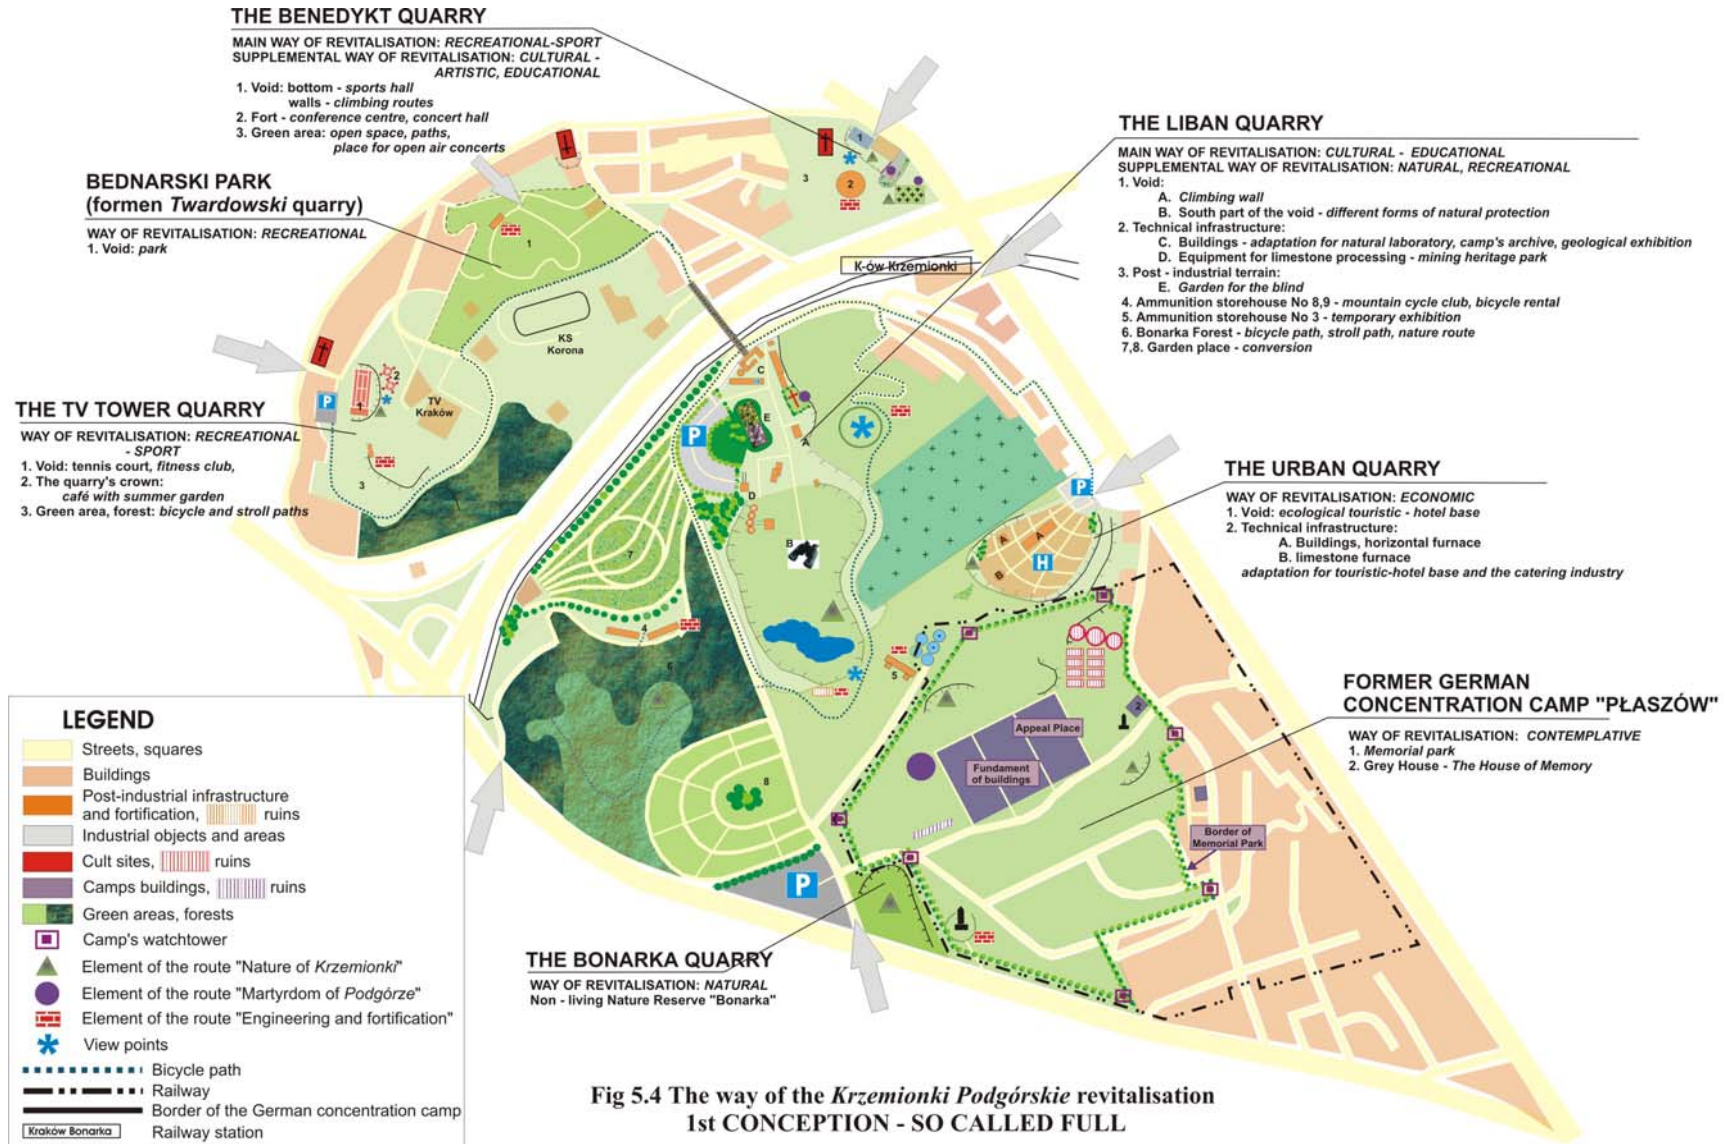 THE BENEDYKT QUARRY
MAIN WAY OF REVITALISATION: RECREATIONAL-SPORT
SUPPLEMENTAL WAY OF REVITALISATION: CULTURAL -
ARTISTIC, EDUCATIONAL
1. Void: bottom - sports hall
walls - climbing routes
2. Fort - conference centre, concert hall
3. Green area: open space, paths,
place for open air concerts
BEDNARSKI PARK
(formen Twardowski quarry)
WAY OF REVITALISATION: RECREATIONAL
1. Void: park
THE LIBAN QUARRY
MAIN WAY OF REVITALISATION: CULTURAL - EDUCATIONAL
SUPPLEMENTAL WAY OF REVITALISATION: NATURAL, RECREATIONAL
1. Void:
A. Climbing wall
B. South part of the void - different forms of natural protection
2. Technical infrastructure:
C. Buildings - adaptation for natural laboratory, camp's archive, geological exhibition
D. Equipment for limestone processing - mining heritage park
3. Post - industrial terrain:
E. Garden for the blind
4. Ammunition storehouse No 8,9 - mountain cycle club, bicycle rental
5. Ammunition storehouse No 3 - temporary exhibition
6. Bonarka Forest - bicycle path, stroll path, nature route
7,8. Garden place - conversion
THE TV TOWER QUARRY
WAY OF REVITALISATION: RECREATIONAL
- SPORT
1. Void: tennis court, fitness club,
2. The quarry's crown:
café with summer garden
3. Green area, forest: bicycle and stroll paths
THE URBAN QUARRY
WAY OF REVITALISATION: ECONOMIC
1. Void: ecological touristic - hotel base
2. Technical infrastructure:
A. Buildings, horizontal furnace
B. limestone furnace
adaptation for touristic-hotel base and the catering industry
FORMER GERMAN
CONCENTRATION CAMP "PŁASZÓW"
WAY OF REVITALISATION: CONTEMPLATIVE
1. Memorial park
2. Grey House - The House of Memory
THE BONARKA QUARRY
WAY OF REVITALISATION: NATURAL
Non - living Nature Reserve "Bonarka"
1
2
3
1
K-ów Krzemionki
KS
Korona
TV
Kraków
P
1
2
3
C
E
A
P
D
B
P
A
A
H
B
7
4
6
5
8
P
2
Appeal Place
Fundament
of buildings
Border of
Memorial Park
LEGEND
Streets, squares
Buildings
Post-industrial infrastructure
and fortification, ruins
Industrial objects and areas
Cult sites, ruins
Camps buildings, ruins
Green areas, forests
Camp's watchtower
Element of the route "Nature of Krzemionki"
Element of the route "Martyrdom of Podgórze"
Element of the route "Engineering and fortification"
View points
Bicycle path
Railway
Border of the German concentration camp
Kraków Bonarka Railway station
Fig 5.4 The way of the Krzemionki Podgórskie revitalisation
1st CONCEPTION - SO CALLED FULL